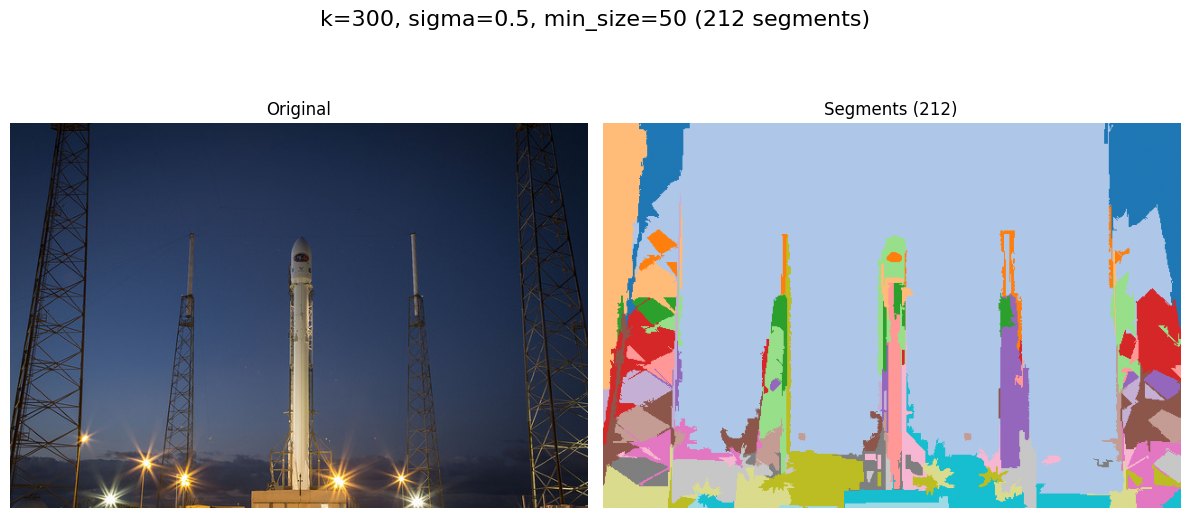 k=300, sigma=0.5, min_size=50 (212 segments)
Original
Segments (212)